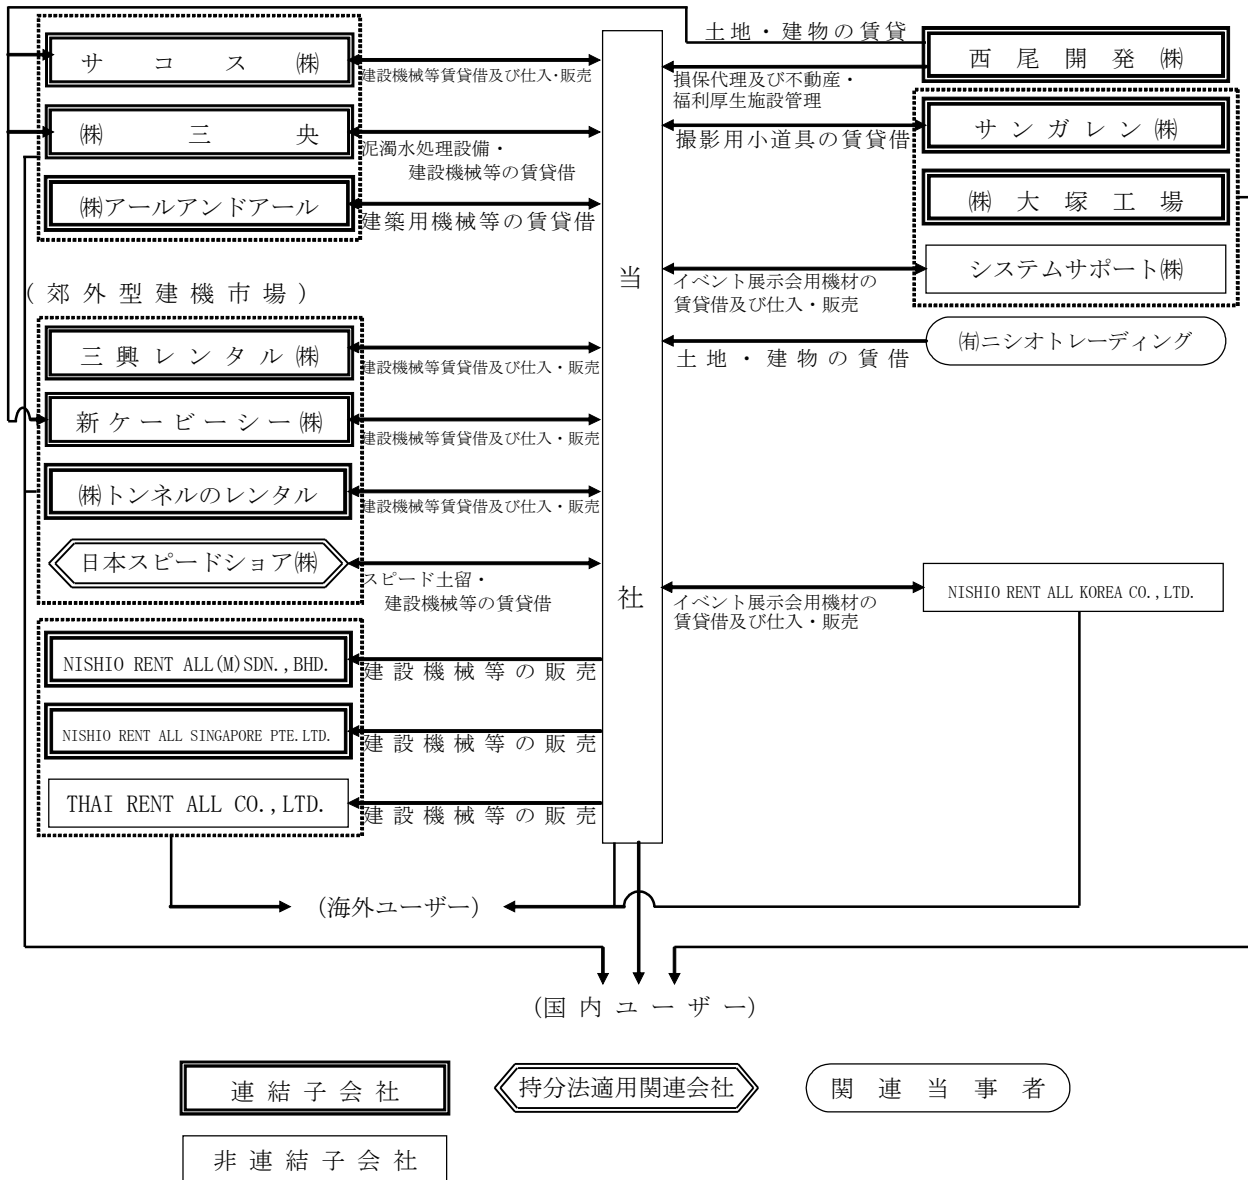 土地・建物の賃貸
サコス㈱
建設機械等賃貸借及び仕入・販売
西尾開発㈱
損保代理及び不動産・
福利厚生施設管理
㈱三央
泥濁水処理設備・
建設機械等の賃貸借
サンガレン㈱
撮影用小道具の賃貸借
㈱アールアンドアール
建築用機械等の賃貸借
㈱大塚工場
当社
システムサポート㈱
イベント展示会用機材の
賃貸借及び仕入・販売
(郊外型建機市場)
三興レンタル㈱
建設機械等賃貸借及び仕入・販売
㈲ニシオトレーディング
土地・建物の賃借
新ケービーシー㈱
建設機械等賃貸借及び仕入・販売
㈱トンネルのレンタル
建設機械等賃貸借及び仕入・販売
日本スピードショア㈱
スピード土留・
建設機械等の賃貸借
NISHIO RENT ALL KOREA CO.,LTD.
イベント展示会用機材の
賃貸借及び仕入・販売
NISHIO RENT ALL(M)SDN.,BHD.
建設機械等の販売
NISHIO RENT ALL SINGAPORE PTE.LTD.
建設機械等の販売
THAI RENT ALL CO.,LTD.
建設機械等の販売
(海外ユーザー)
(国内ユーザー)
連結子会社
持分法適用関連会社
関連当事者
非連結子会社